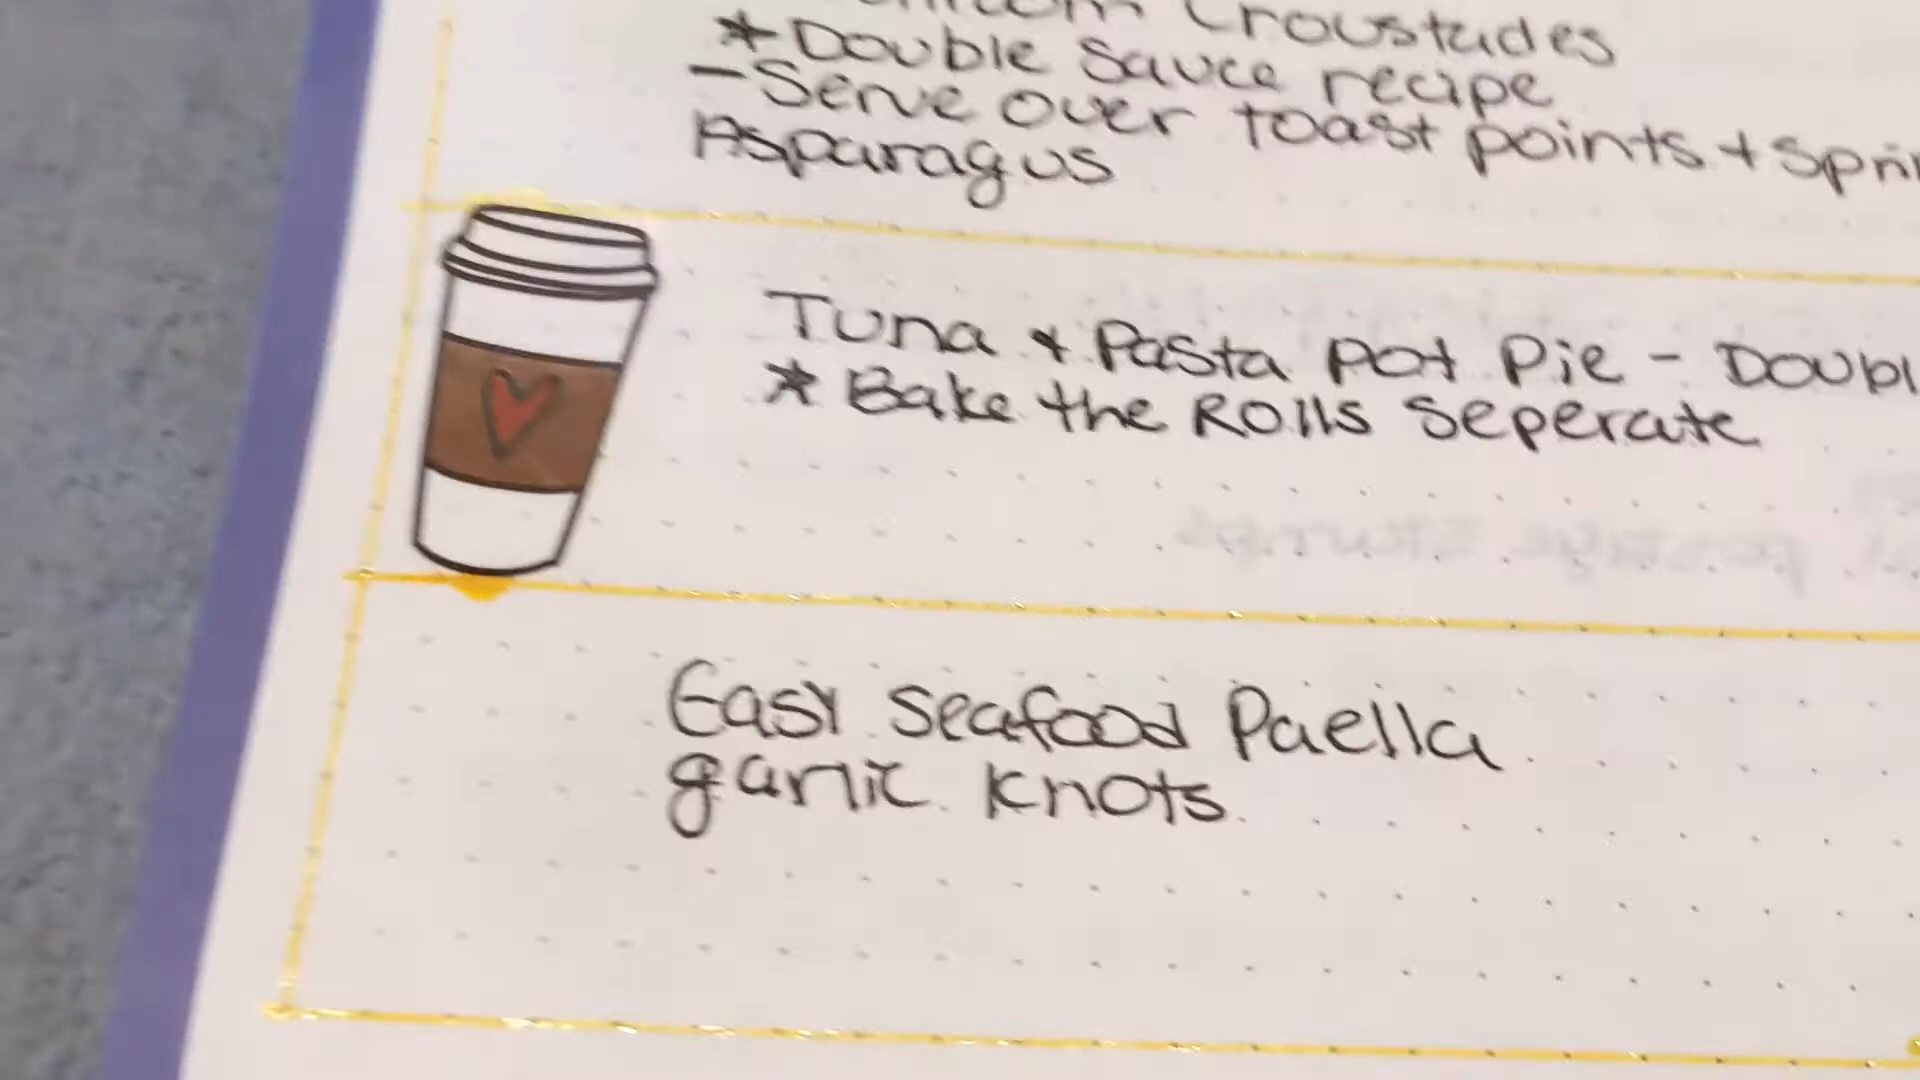 Croustades
*Double Sauce recipe
-Serve over toast points +
Asparagus
Tuna + Pasta Pot Pie -
* Bake the Rolls Seperate
Easy Seafood Paella
garlic knots